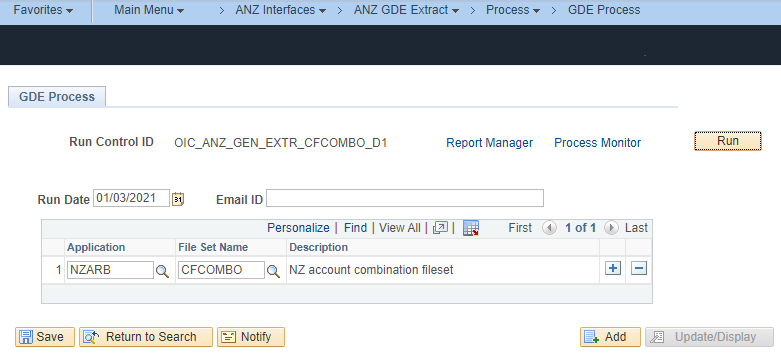 Favorites Main Menu > ANZ Interfaces > ANZ GDE Extract > Process > GDE Process
GDE Process
Run Control ID OIC_ANZ_GEN_EXTR_CFCOMBO_D1 Report Manager Process Monitor Run
Run Date 01/03/2021 31 Email ID
Personalize | Find | View All | | First 1 of 1 Last
Application File Set Name Description
1 NZARB CFCOMBO NZ account combination fileset
Save Return to Search Notify Add Update/Display